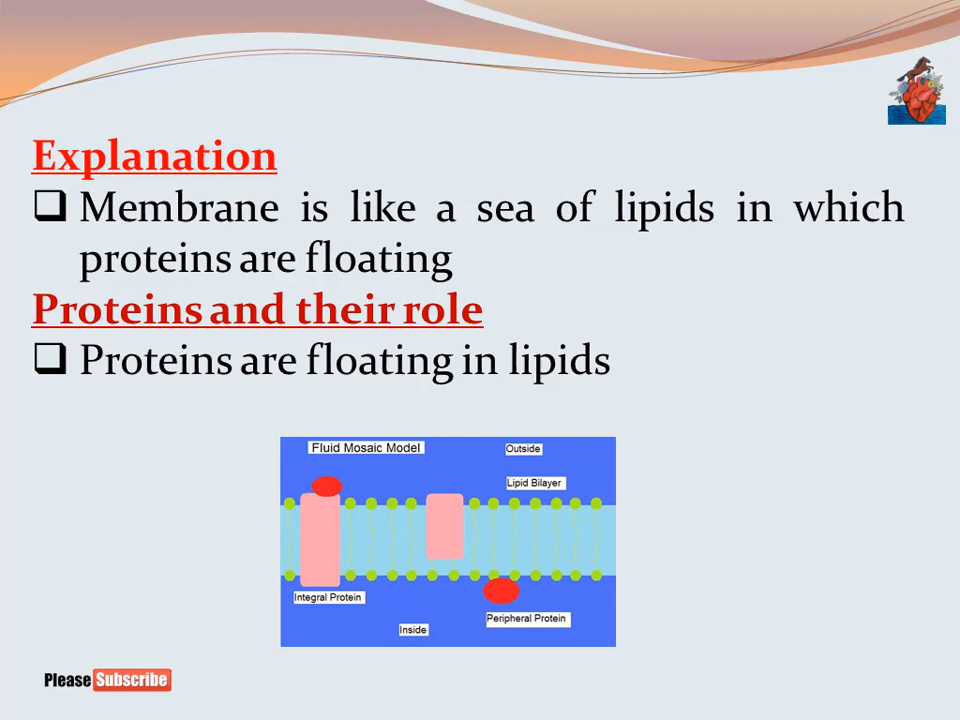 Explanation
Membrane is like a sea of lipids in which
proteins are floating
Proteins and their role
Proteins are floating in lipids
Fluid Mosaic Model
Outside
Lipid Bilayer
Integral Protein
Peripheral Protein
Inside
Please Subscribe